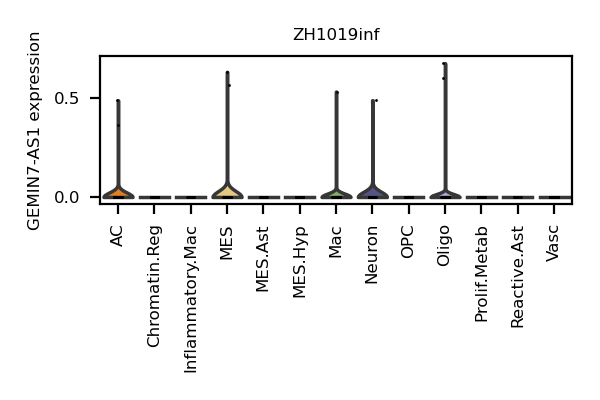 ZH1019inf
GEMIN7-AS1 expression
0.5
0.0
AC
Chromatin.Reg
Inflammatory.Mac
MES
MES.Ast
MES.Hyp
Mac
Neuron
OPC
Oligo
Prolif.Metab
Reactive.Ast
Vasc